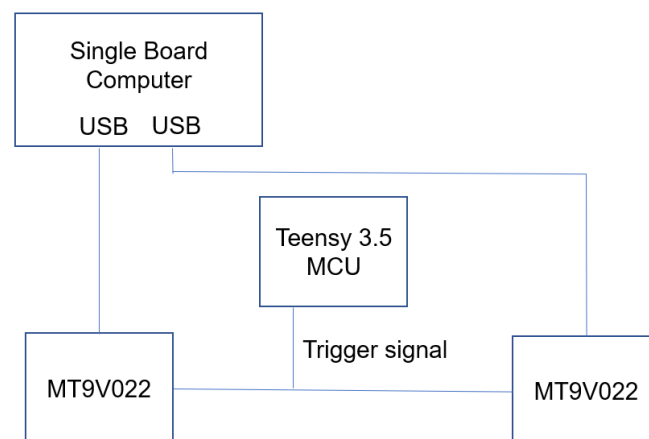 Single Board
Computer
USB USB
Teensy 3.5
MCU
Trigger signal
MT9V022
MT9V022